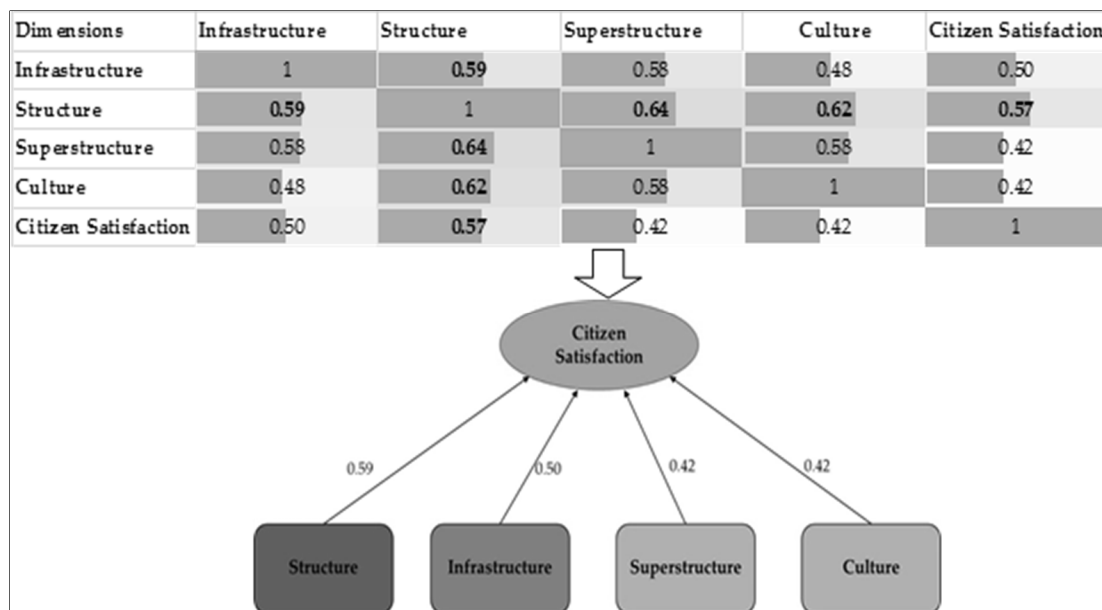 Dimensions Infrastructure Structure Superstructure Culture Citizen Satisfaction
Infrastructure 1 0.59 0.58 0.48 0.50
Structure 0.59 1 0.64 0.62 0.57
Superstructure 0.58 0.64 1 0.58 0.42
Culture 0.48 0.62 0.58 1 0.42
Citizen Satisfaction 0.50 0.57 0.42 0.42 1
Citizen
Satisfaction
0.59 0.50 0.42 0.42
Structure Infrastructure Superstructure Culture